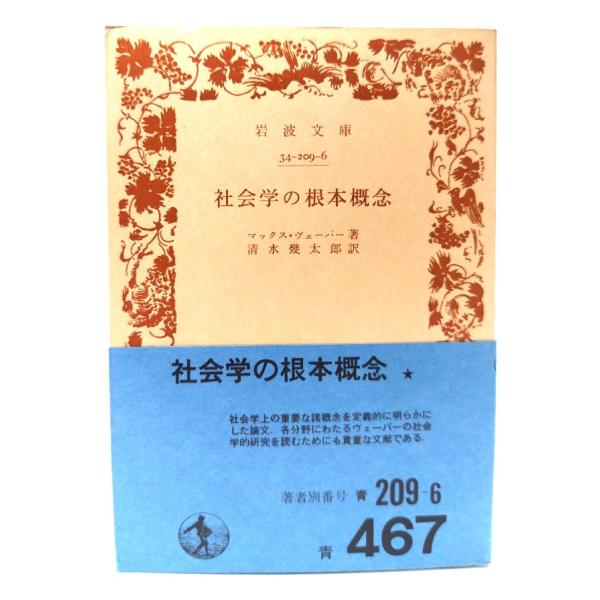 岩波文庫
34-209-6
社会学の根本概念
マックス・ヴェーバー著
清水幾太郎訳
社会学の根本概念 ★
社会学上の重要な諸概念を定義的に明らかに
した論文．各分野にわたるヴェーバーの社会
学的研究を読むためにも貴重な文献である．
著者別番号 青 209-6
青 467